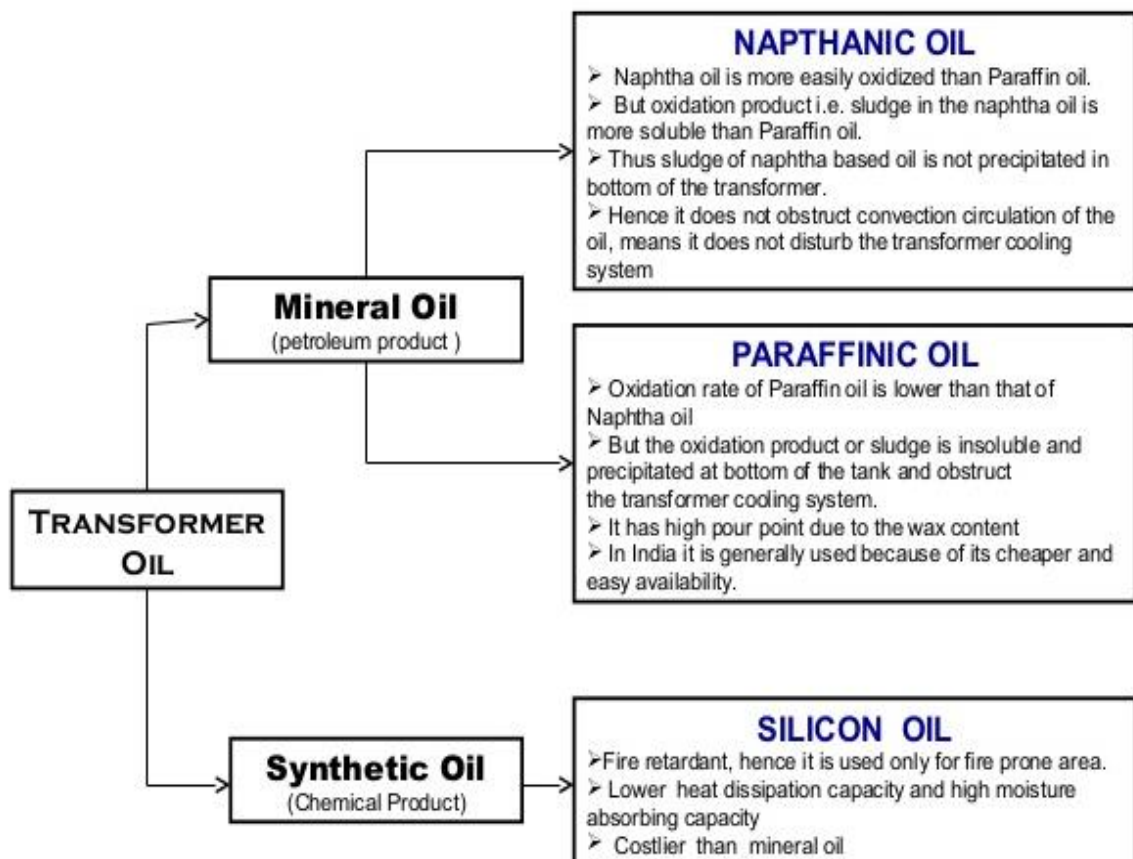 NAPTHANIC OIL
➢ Naphtha oil is more easily oxidized than Paraffin oil.
➢ But oxidation product i.e. sludge in the naphtha oil is
more soluble than Paraffin oil.
➢ Thus sludge of naphtha based oil is not precipitated in
bottom of the transformer.
➢ Hence it does not obstruct convection circulation of the
oil, means it does not disturb the transformer cooling
system
Mineral Oil
(petroleum product )
PARAFFINIC OIL
➢ Oxidation rate of Paraffin oil is lower than that of
Naphtha oil
➢ But the oxidation product or sludge is insoluble and
precipitated at bottom of the tank and obstruct
the transformer cooling system.
➢ It has high pour point due to the wax content
➢ In India it is generally used because of its cheaper and
easy availability.
TRANSFORMER
OIL
SILICON OIL
➢Fire retardant, hence it is used only for fire prone area.
➢ Lower heat dissipation capacity and high moisture
absorbing capacity
➢ Costlier than mineral oil
Synthetic Oil
(Chemical Product)